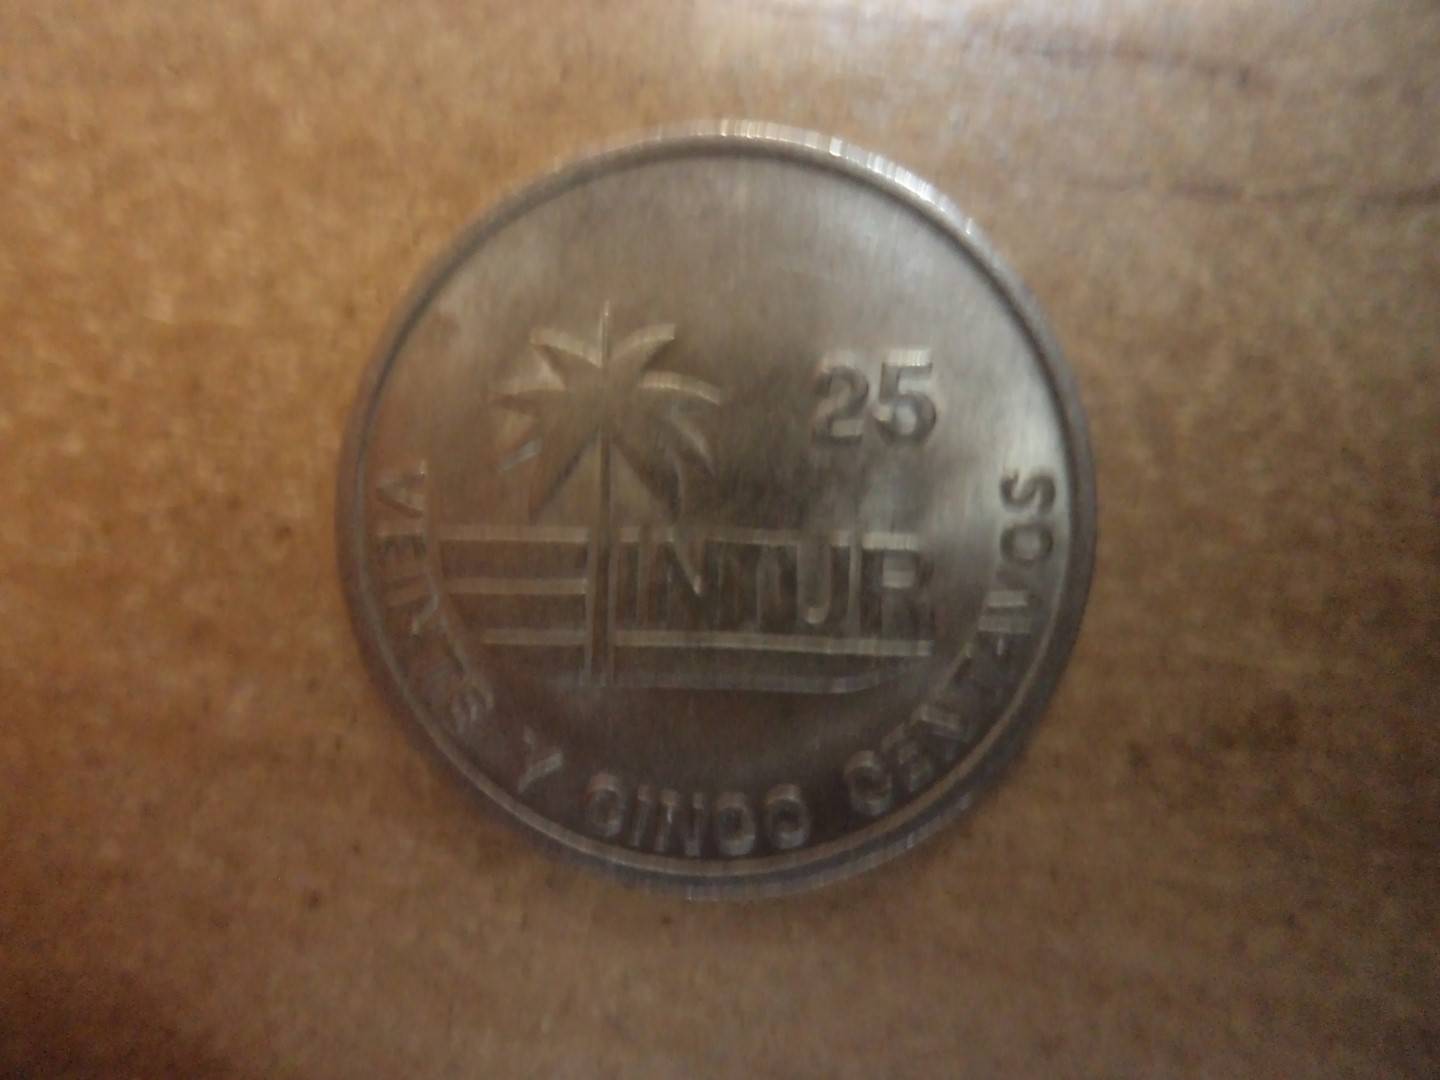 25
INTUR
VEINTE Y CINCO CENTAVOS